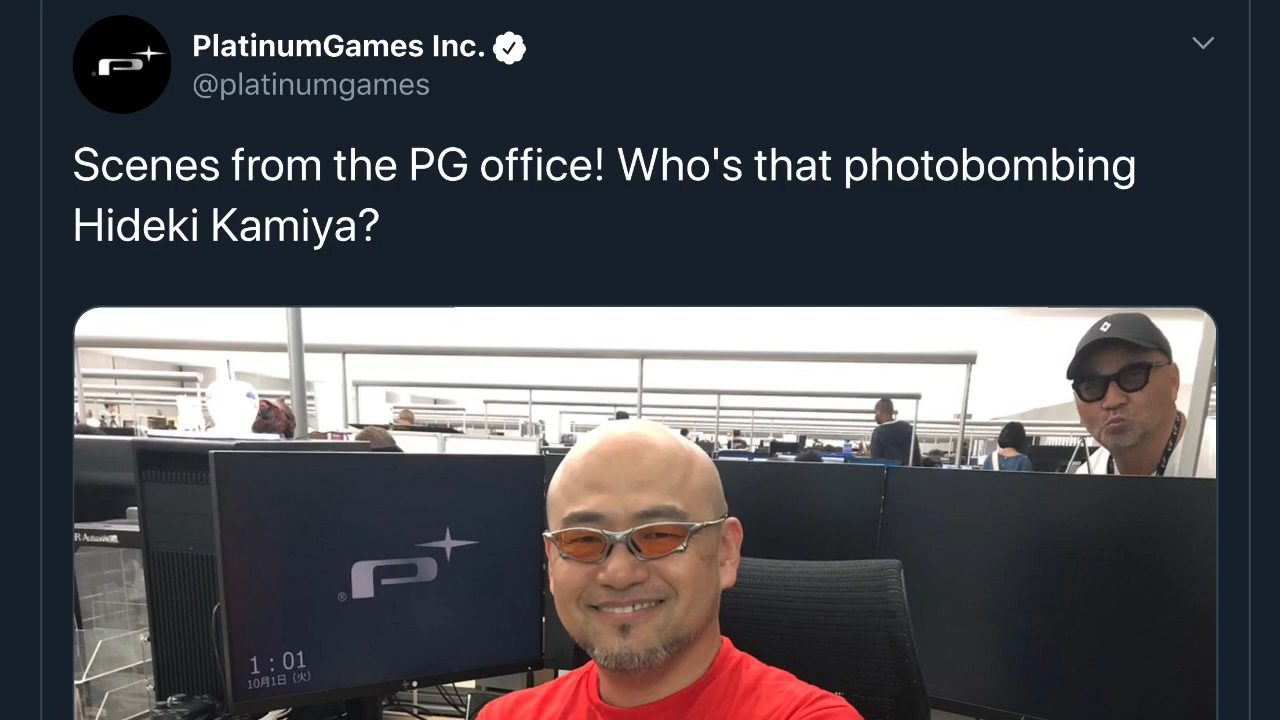 PlatinumGames Inc.
@platinumgames
Scenes from the PG office! Who's that photobombing
Hideki Kamiya?
P
®
1:01
10月1日 (火)